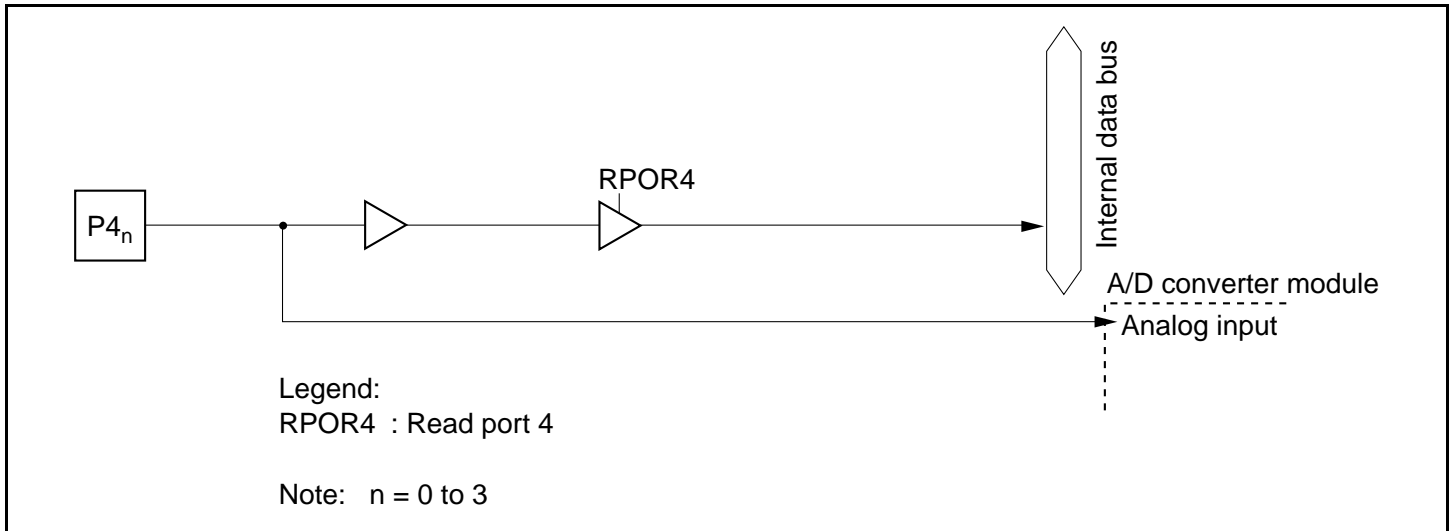 Internal data bus
RPOR4
P4n
A/D converter module
Analog input
Legend:
RPOR4 : Read port 4
Note: n = 0 to 3